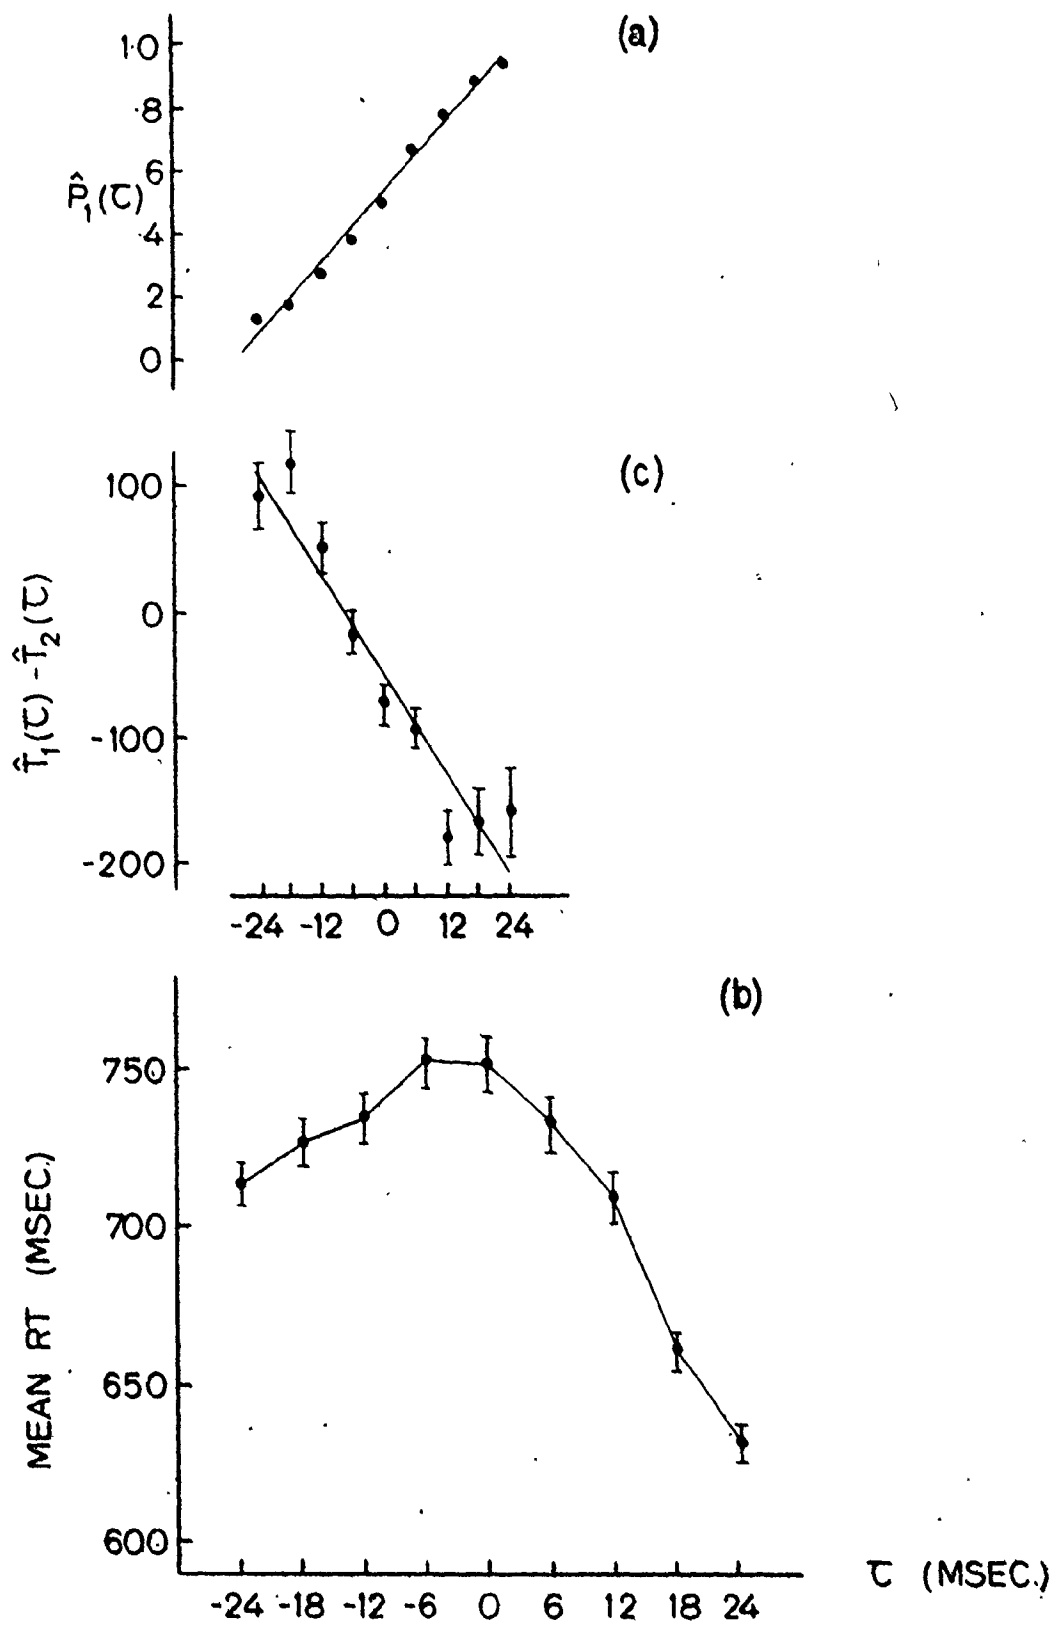 (a)
1.0
.8
6
.4
2
0
P̂₁(τ)
(c)
100
0
-100
-200
T̂₁(τ) - T̂₂(τ)
-24 -12 0 12 24
(b)
750
700
650
600
MEAN RT (MSEC.)
-24 -18 -12 -6 0 6 12 18 24
τ (MSEC.)